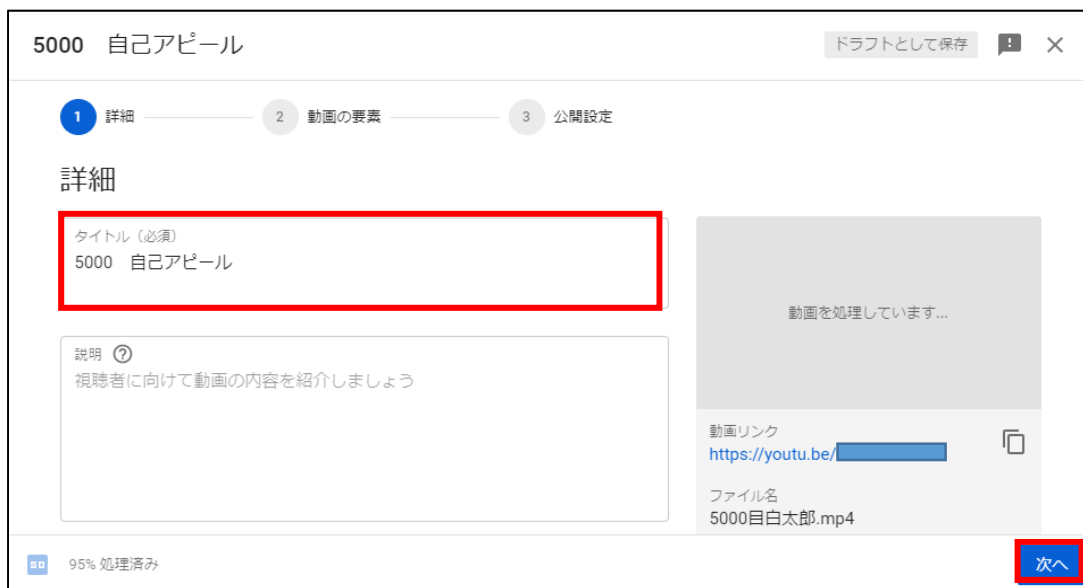 5000　自己アピール
ドラフトとして保存
1 詳細
2 動画の要素
3 公開設定
詳細
タイトル（必須）
5000　自己アピール
動画を処理しています...
説明 ?
視聴者に向けて動画の内容を紹介しましょう
動画リンク
https://youtu.be/
ファイル名
5000目白太郎.mp4
SD 95% 処理済み
次へ